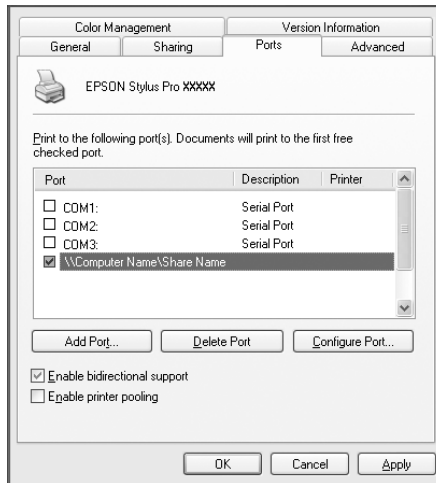 Color Management Version Information
General Sharing Ports Advanced
EPSON Stylus Pro XXXXX
Print to the following port(s). Documents will print to the first free
checked port.
Port Description Printer
COM1: Serial Port
COM2: Serial Port
COM3: Serial Port
\\Computer Name\Share Name
Add Port... Delete Port Configure Port...
Enable bidirectional support
Enable printer pooling
OK Cancel Apply